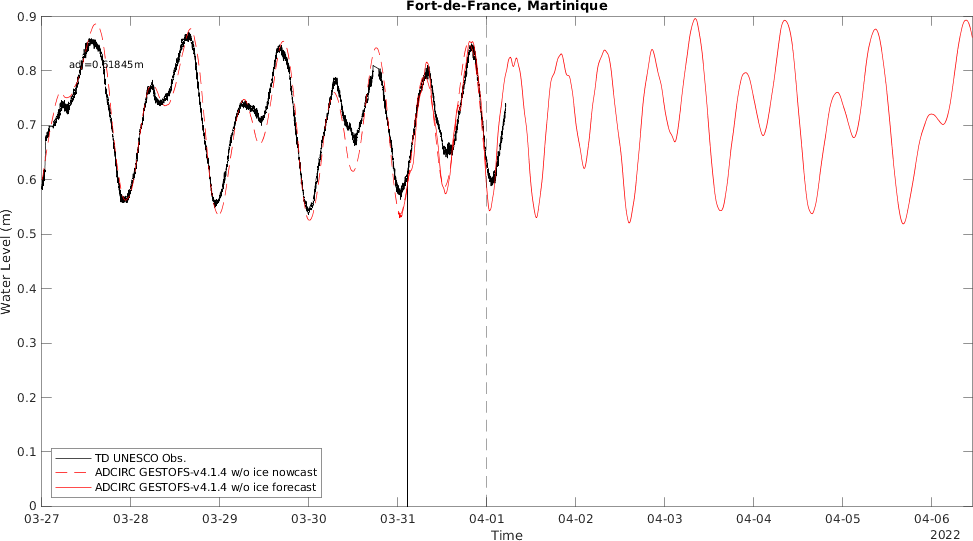 Fort-de-France, Martinique
0.9
0.8
0.7
0.6
0.5
0.4
0.3
0.2
0.1
0
Water Level (m)
adj=0.61845m
TD UNESCO Obs.
ADCIRC GESTOFS-v4.1.4 w/o ice nowcast
ADCIRC GESTOFS-v4.1.4 w/o ice forecast
03-27 03-28 03-29 03-30 03-31 04-01 04-02 04-03 04-04 04-05 04-06
Time
2022